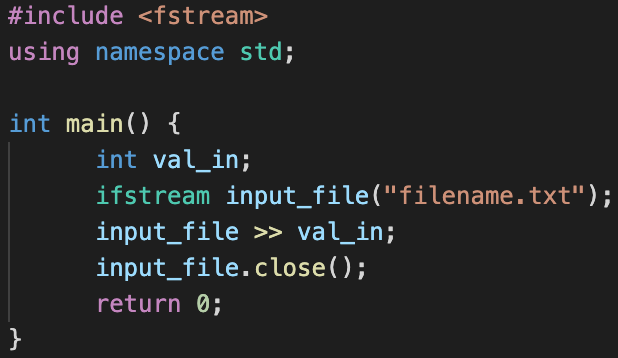 #include <fstream>
using namespace std;
int main() {
int val_in;
ifstream input_file("filename.txt");
input_file >> val_in;
input_file.close();
return 0;
}